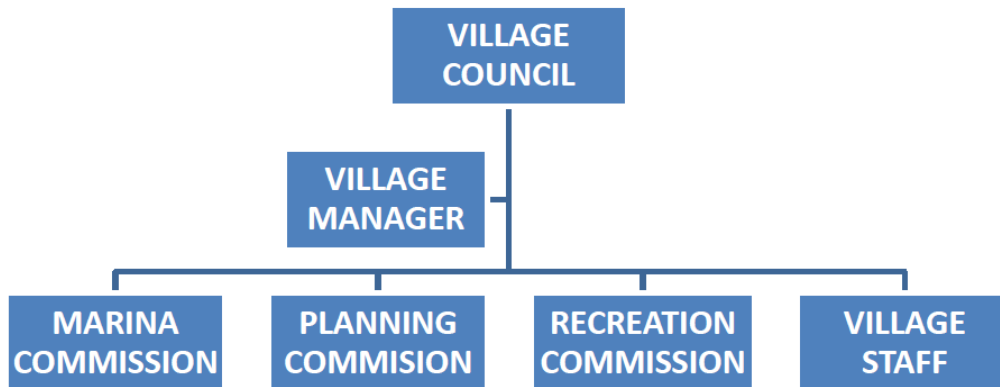 VILLAGE
COUNCIL
VILLAGE
MANAGER
MARINA
COMMISSION
PLANNING
COMMISION
RECREATION
COMMISSION
VILLAGE
STAFF